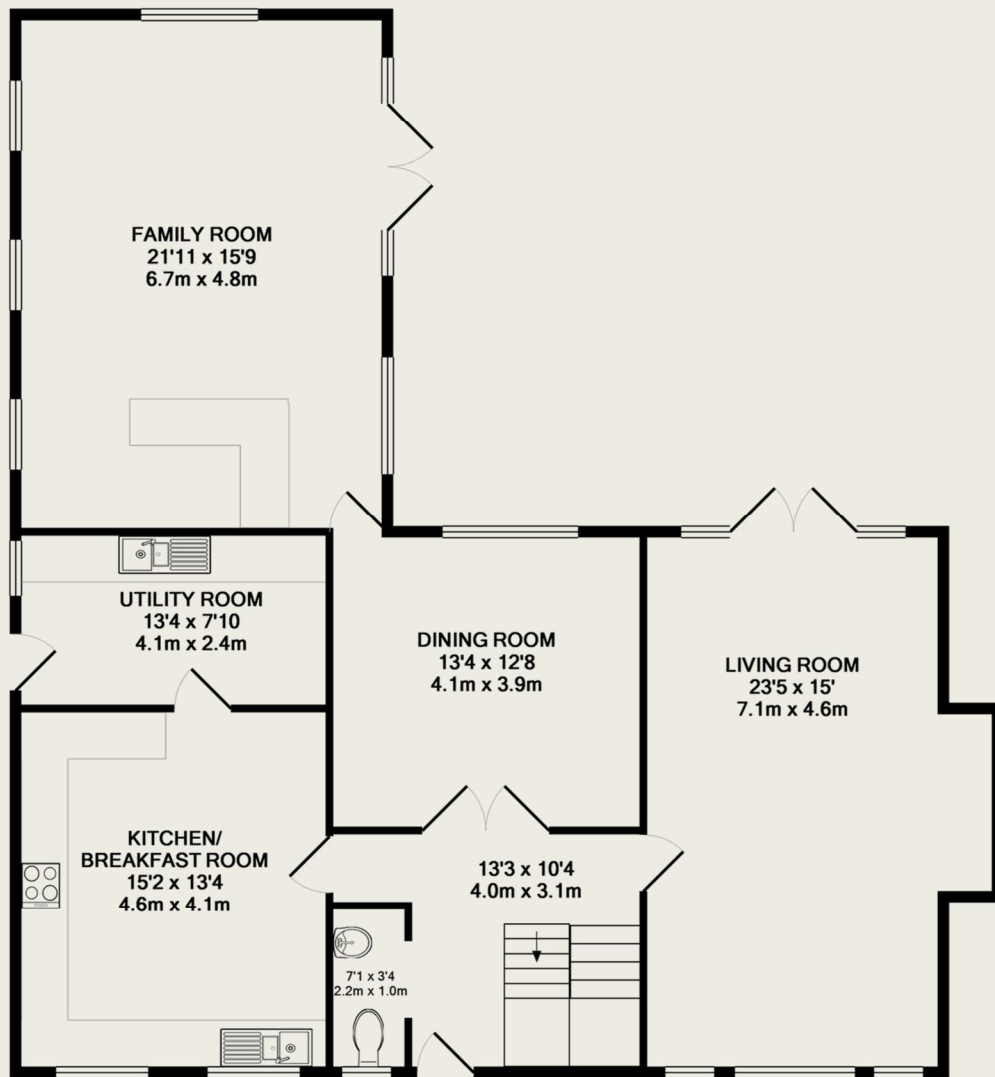 FAMILY ROOM
21'11 x 15'9
6.7m x 4.8m
UTILITY ROOM
13'4 x 7'10
4.1m x 2.4m
DINING ROOM
13'4 x 12'8
4.1m x 3.9m
LIVING ROOM
23'5 x 15'
7.1m x 4.6m
KITCHEN/
BREAKFAST ROOM
15'2 x 13'4
4.6m x 4.1m
13'3 x 10'4
4.0m x 3.1m
7'1 x 3'4
2.2m x 1.0m